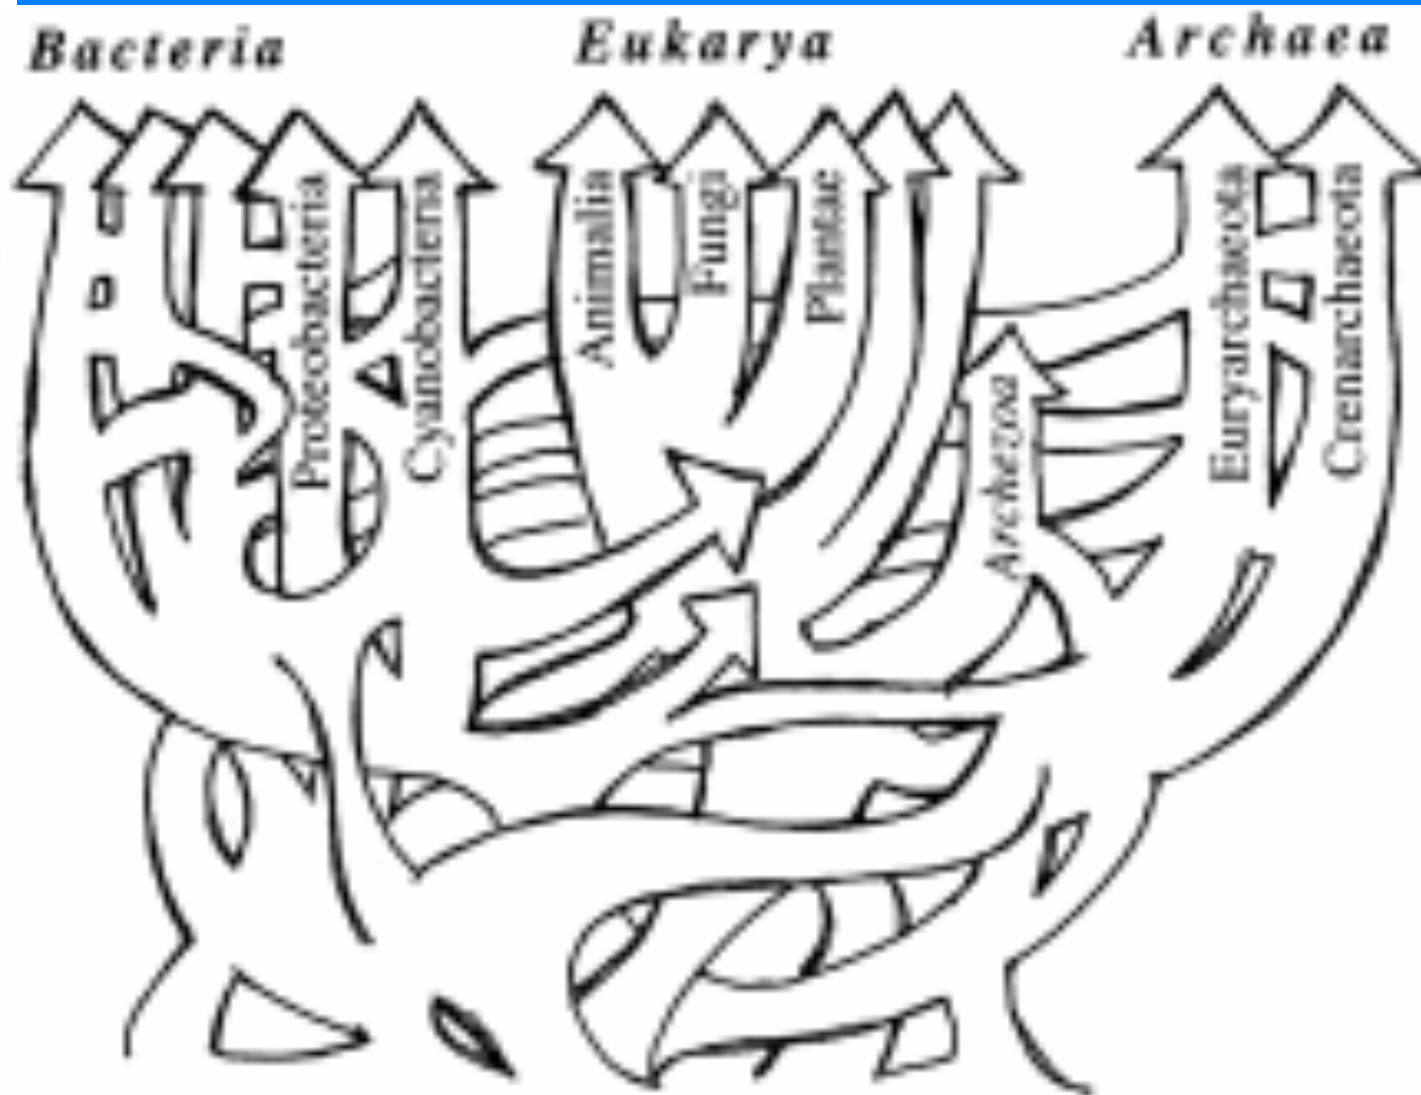 Bacteria
Eukarya
Archaea
Proteobacteria
Cyanobacteria
Animalia
Fungi
Plantae
Archezoa
Euryarchaeota
Crenarchaeota